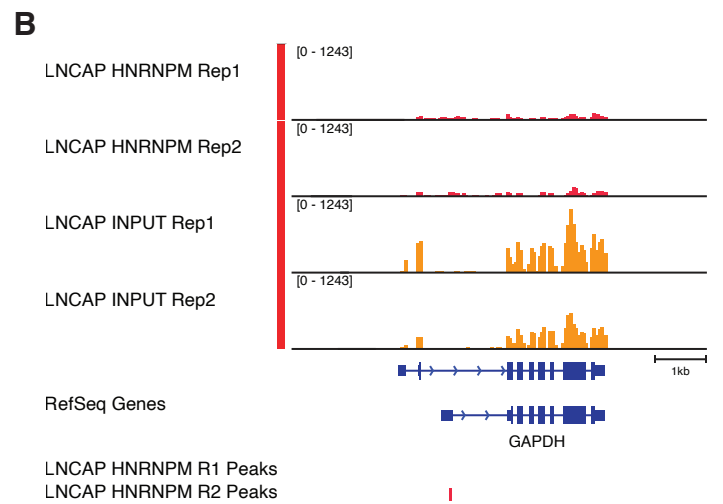 B
LNCAP HNRNPM Rep1
[0 - 1243]
LNCAP HNRNPM Rep2
[0 - 1243]
LNCAP INPUT Rep1
[0 - 1243]
LNCAP INPUT Rep2
[0 - 1243]
1kb
RefSeq Genes
GAPDH
LNCAP HNRNPM R1 Peaks
LNCAP HNRNPM R2 Peaks